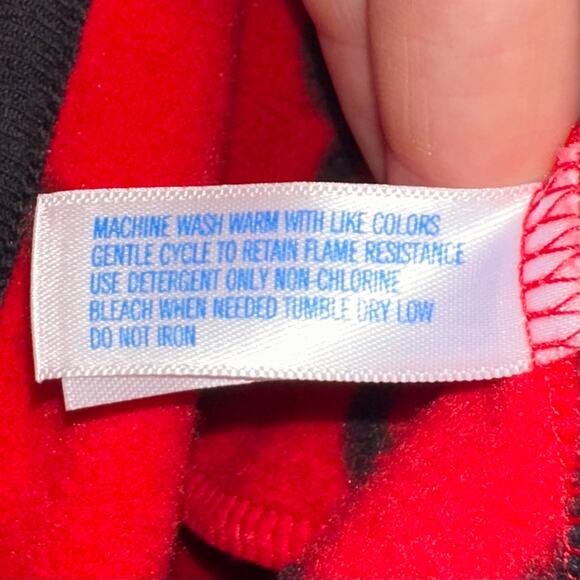 MACHINE WASH WARM WITH LIKE COLORS
GENTLE CYCLE TO RETAIN FLAME RESISTANCE
USE DETERGENT ONLY NON-CHLORINE
BLEACH WHEN NEEDED TUMBLE DRY LOW
DO NOT IRON